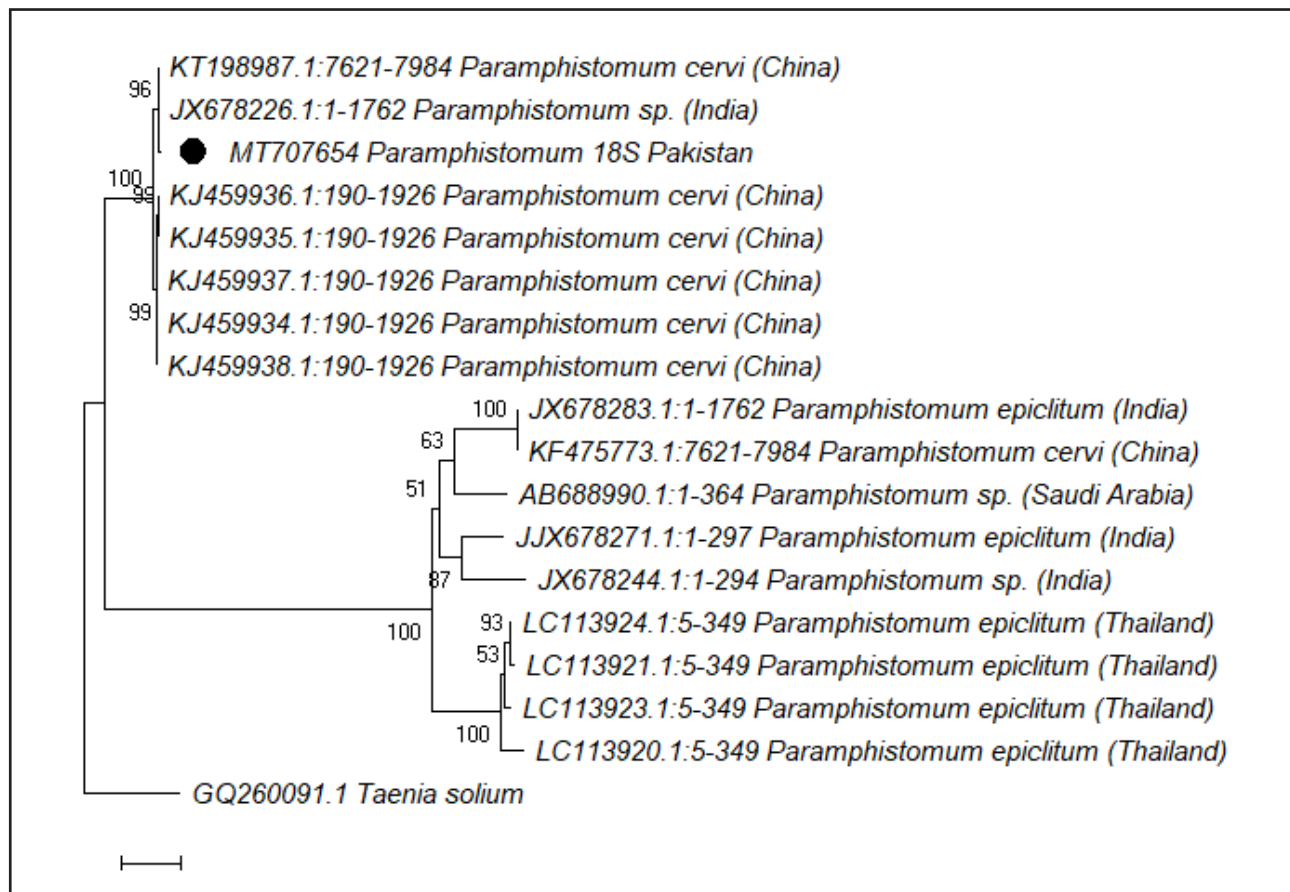 KT198987.1:7621-7984 Paramphistomum cervi (China)
96
JX678226.1:1-1762 Paramphistomum sp. (India)
MT707654 Paramphistomum 18S Pakistan
100
99
KJ459936.1:190-1926 Paramphistomum cervi (China)
KJ459935.1:190-1926 Paramphistomum cervi (China)
KJ459937.1:190-1926 Paramphistomum cervi (China)
99
KJ459934.1:190-1926 Paramphistomum cervi (China)
KJ459938.1:190-1926 Paramphistomum cervi (China)
100
JX678283.1:1-1762 Paramphistomum epiclitum (India)
63
KF475773.1:7621-7984 Paramphistomum cervi (China)
51
AB688990.1:1-364 Paramphistomum sp. (Saudi Arabia)
JJX678271.1:1-297 Paramphistomum epiclitum (India)
87
JX678244.1:1-294 Paramphistomum sp. (India)
100
93
LC113924.1:5-349 Paramphistomum epiclitum (Thailand)
53
LC113921.1:5-349 Paramphistomum epiclitum (Thailand)
LC113923.1:5-349 Paramphistomum epiclitum (Thailand)
100
LC113920.1:5-349 Paramphistomum epiclitum (Thailand)
GQ260091.1 Taenia solium